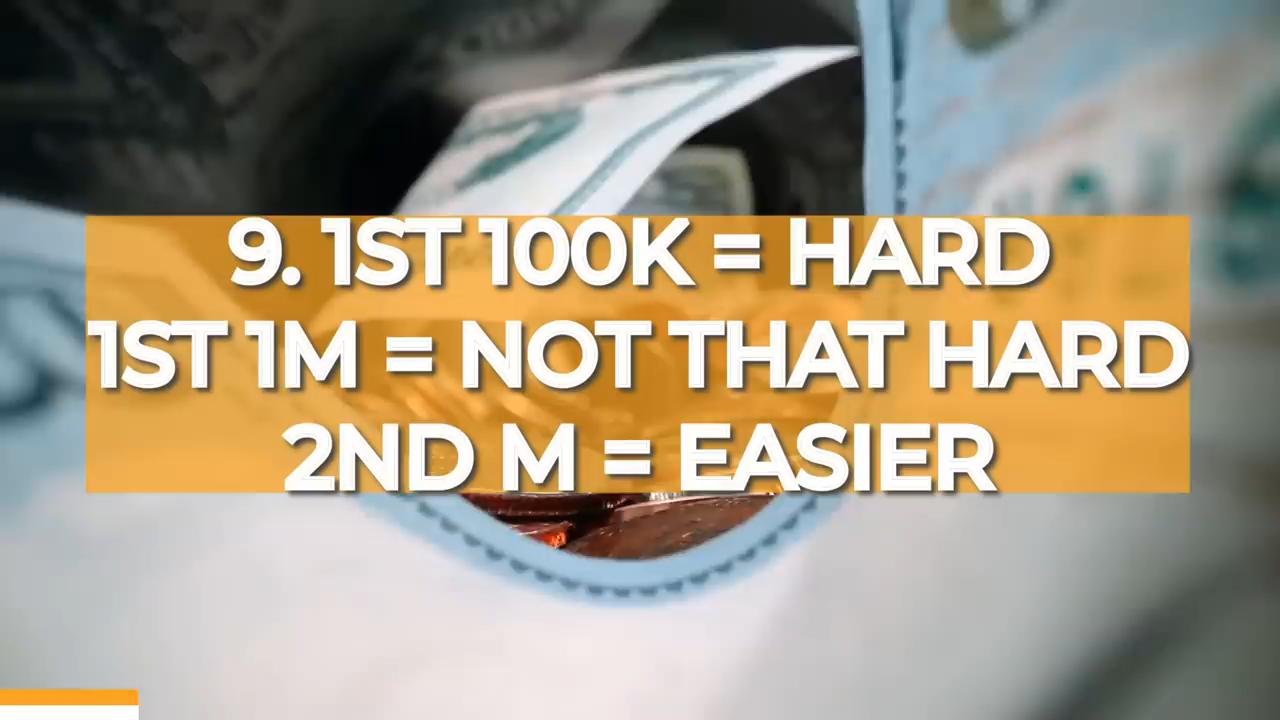 9. 1ST 100K = HARD
1ST 1M = NOT THAT HARD
2ND M = EASIER